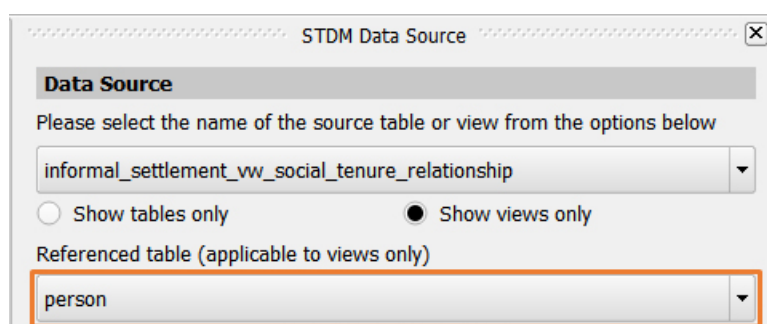 STDM Data Source
Data Source
Please select the name of the source table or view from the options below
informal_settlement_vw_social_tenure_relationship
Show tables only Show views only
Referenced table (applicable to views only)
person